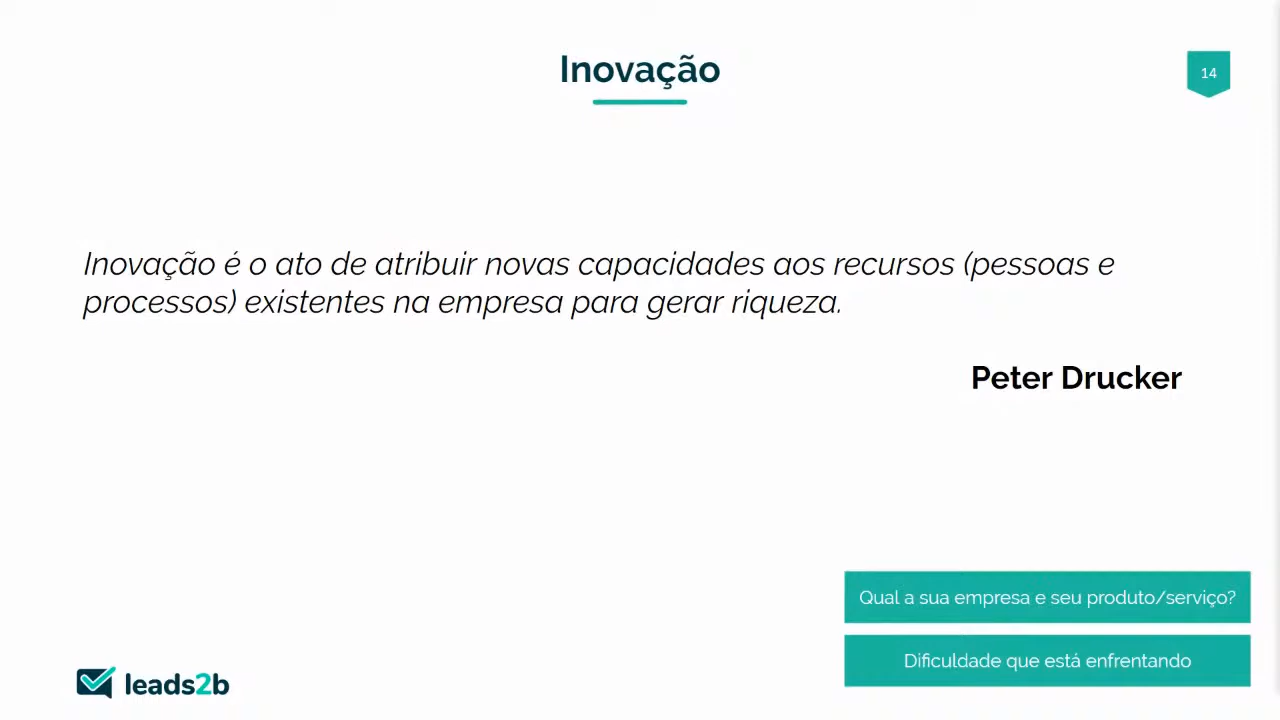 Inovação
14
Inovação é o ato de atribuir novas capacidades aos recursos (pessoas e
processos) existentes na empresa para gerar riqueza.
Peter Drucker
Qual a sua empresa e seu produto/serviço?
Dificuldade que está enfrentando
leads2b